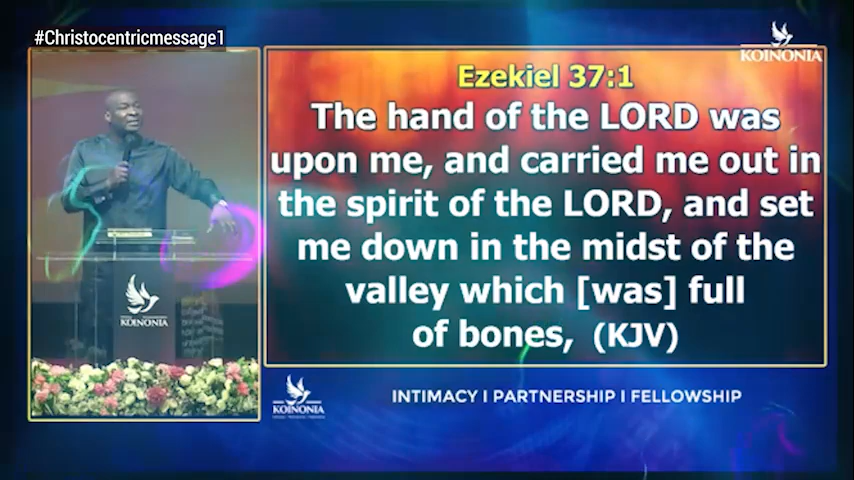 #Christocentricmessage1
KOINONIA
Ezekiel 37:1
The hand of the LORD was
upon me, and carried me out in
the spirit of the LORD, and set
me down in the midst of the
valley which [was] full
of bones, (KJV)
KOINONIA
KOINONIA
INTIMACY I PARTNERSHIP I FELLOWSHIP